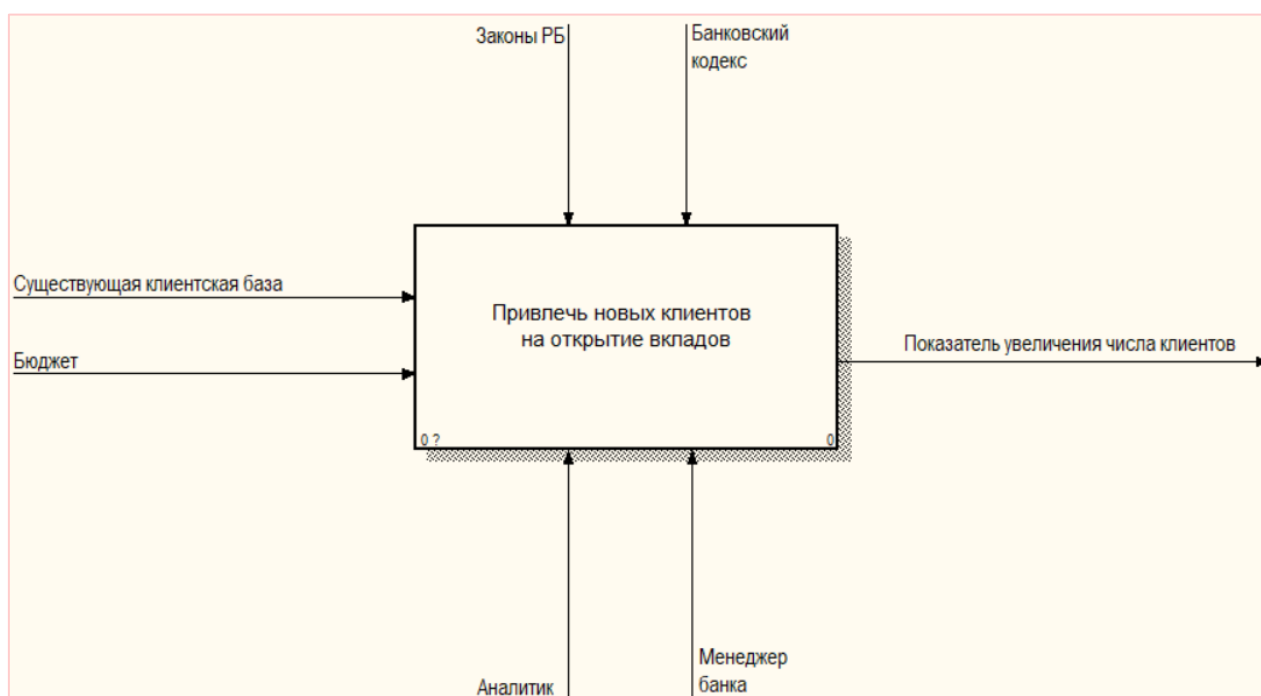 Законы РБ
Банковский
кодекс
Существующая клиентская база
Бюджет
Привлечь новых клиентов
на открытие вкладов
0 ?
0
Показатель увеличения числа клиентов
Аналитик
Менеджер
банка